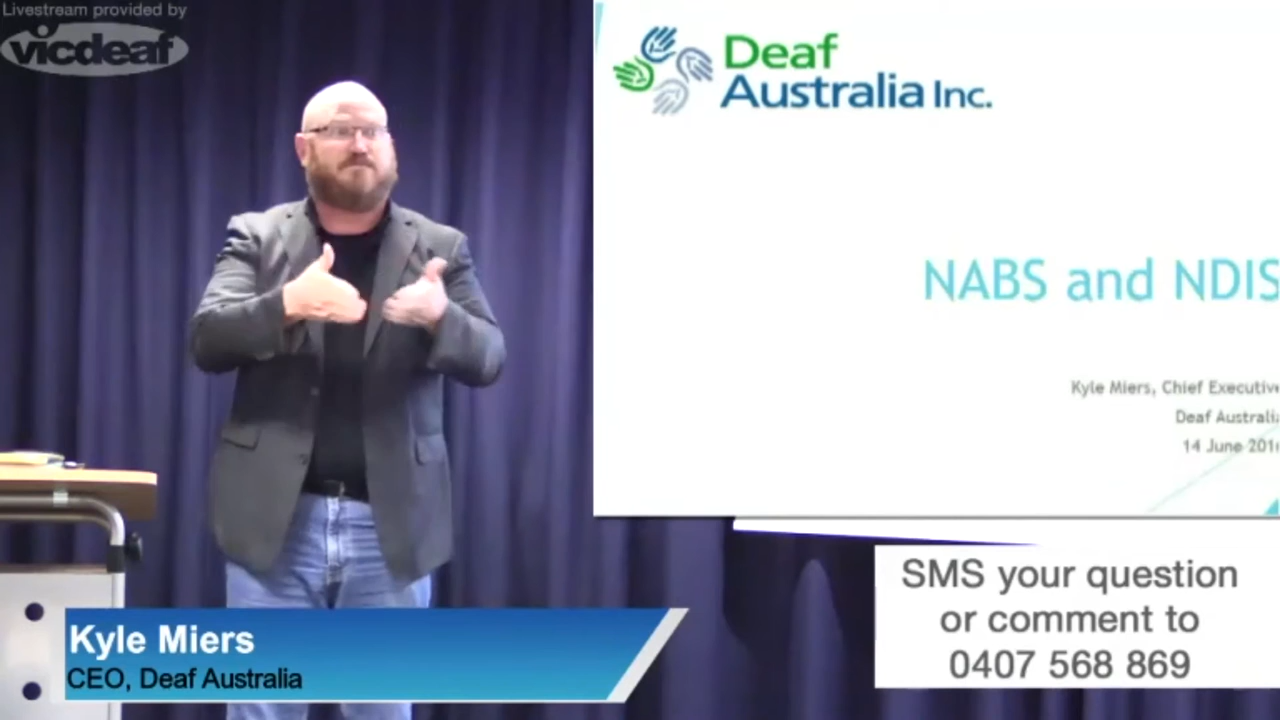 Livestream provided by
vicdeaf
Deaf
Australia Inc.
NABS and NDIS
Kyle Miers, Chief Executive
Deaf Australia
14 June 201
SMS your question
or comment to
0407 568 869
Kyle Miers
CEO, Deaf Australia